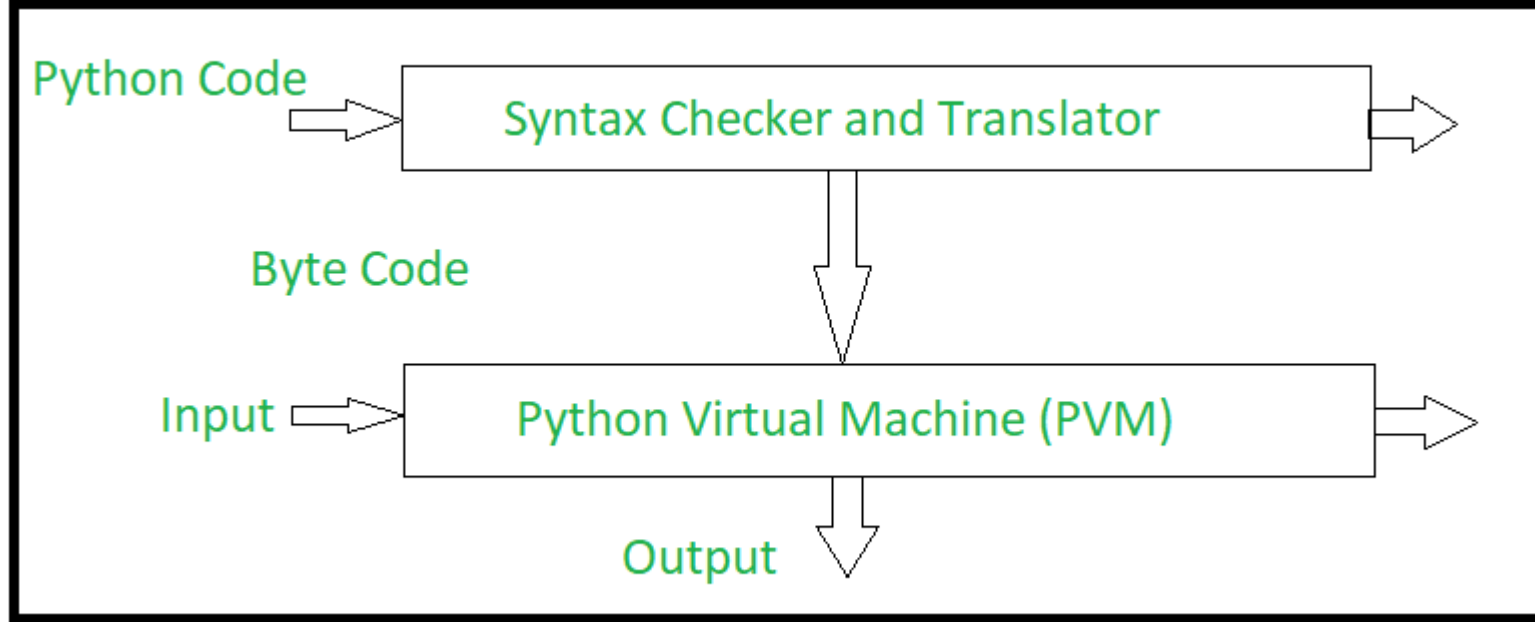 Python Code
Syntax Checker and Translator
Byte Code
Input
Python Virtual Machine (PVM)
Output